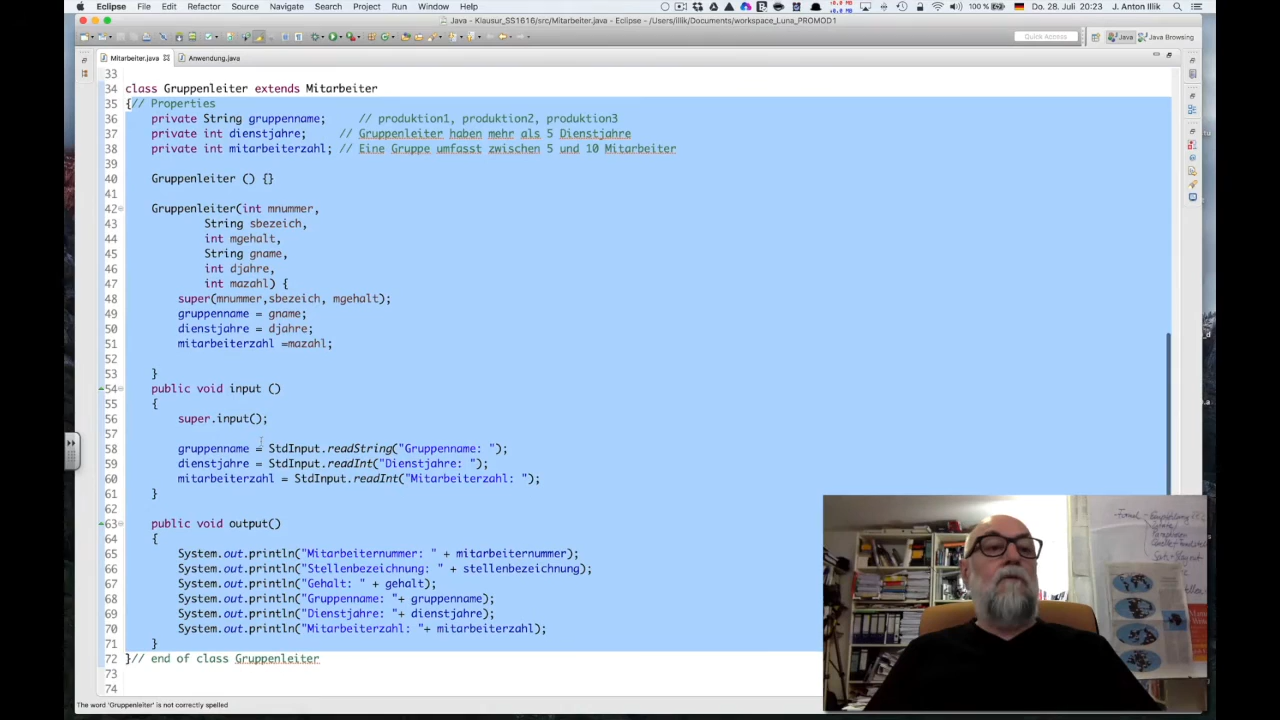 Eclipse File Edit Refactor Source Navigate Search Project Run Window Help 100 % Do. 28. Juli 20:23 J. Anton Illik
Java - Klausur_SS1616/src/Mitarbeiter.java - Eclipse - /Users/illik/Documents/workspace_Luna_PROMOD1
Quick Access Java Java Browsing
Mitarbeiter.java Anwendung.java
33
34 class Gruppenleiter extends Mitarbeiter
35 {// Properties
36 private String gruppenname; // produktion1, produktion2, produktion3
37 private int dienstjahre; // Gruppenleiter haben mehr als 5 Dienstjahre
38 private int mitarbeiterzahl; // Eine Gruppe umfasst zwischen 5 und 10 Mitarbeiter
39
40 Gruppenleiter () {}
41
42 Gruppenleiter(int mnummer,
43 String sbezeich,
44 int mgehalt,
45 String gname,
46 int djahre,
47 int mazahl) {
48 super(mnummer,sbezeich, mgehalt);
49 gruppenname = gname;
50 dienstjahre = djahre;
51 mitarbeiterzahl =mazahl;
52
53 }
54 public void input ()
55 {
56 super.input();
57
58 gruppenname = StdInput.readString("Gruppenname: ");
59 dienstjahre = StdInput.readInt("Dienstjahre: ");
60 mitarbeiterzahl = StdInput.readInt("Mitarbeiterzahl: ");
61 }
62
63 public void output()
64 {
65 System.out.println("Mitarbeiternummer: " + mitarbeiternummer);
66 System.out.println("Stellenbezeichnung: " + stellenbezeichnung);
67 System.out.println("Gehalt: " + gehalt);
68 System.out.println("Gruppenname: "+ gruppenname);
69 System.out.println("Dienstjahre: "+ dienstjahre);
70 System.out.println("Mitarbeiterzahl: "+ mitarbeiterzahl);
71 }
72 }// end of class Gruppenleiter
73
74
The word 'Gruppenleiter' is not correctly spelled